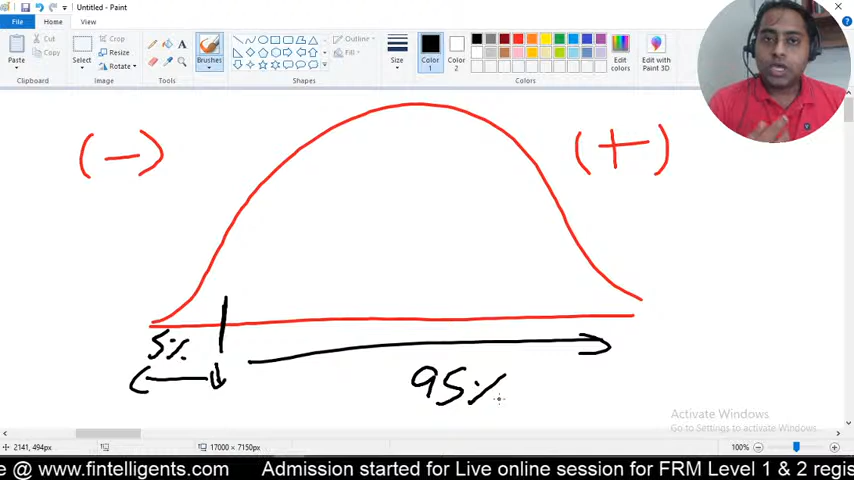 Untitled - Paint
File
Home
View
Paste
Cut
Copy
Clipboard
Select
Crop
Resize
Rotate
Image
A
Tools
Brushes
Outline
Fill
Shapes
Size
Color 1
Color 2
Colors
Edit colors
Edit with Paint 3D
(-)
(+)
5%
95%
Activate Windows
Go to Settings to activate Windows.
2141, 494px
17000 × 7150px
100%
e @ www.fintelligents.com Admission started for Live online session for FRM Level 1 & 2 regis